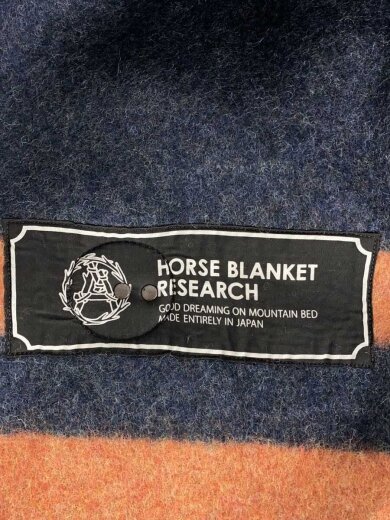 HORSE BLANKET
RESEARCH
GOOD DREAMING ON MOUNTAIN BED
MADE ENTIRELY IN JAPAN